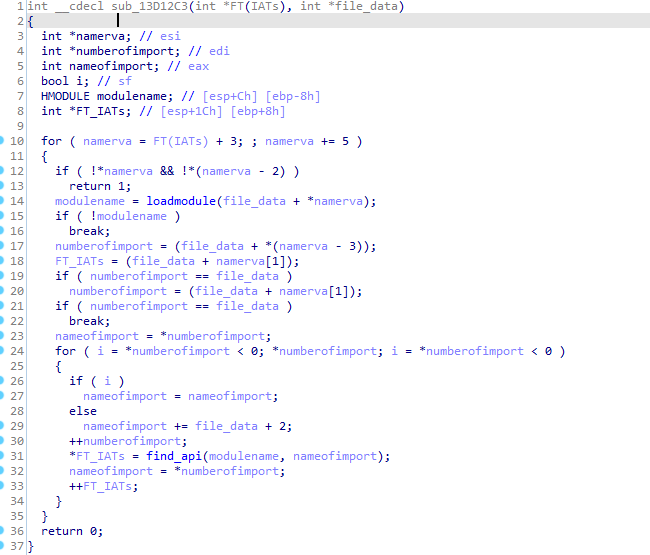 1 int __cdecl sub_13D12C3(int *FT(IATs), int *file_data)
2 {
3 int *namerva; // esi
4 int *numberofimport; // edi
5 int nameofimport; // eax
6 bool i; // sf
7 HMODULE modulename; // [esp+Ch] [ebp-8h]
8 int *FT_IATs; // [esp+1Ch] [ebp+8h]
9
10 for ( namerva = FT(IATs) + 3; ; namerva += 5 )
11 {
12 if ( !*namerva && !*(namerva - 2) )
13 return 1;
14 modulename = loadmodule(file_data + *namerva);
15 if ( !modulename )
16 break;
17 numberofimport = (file_data + *(namerva - 3));
18 FT_IATs = (file_data + namerva[1]);
19 if ( numberofimport == file_data )
20 numberofimport = (file_data + namerva[1]);
21 if ( numberofimport == file_data )
22 break;
23 nameofimport = *numberofimport;
24 for ( i = *numberofimport < 0; *numberofimport; i = *numberofimport < 0 )
25 {
26 if ( i )
27 nameofimport = nameofimport;
28 else
29 nameofimport += file_data + 2;
30 ++numberofimport;
31 *FT_IATs = find_api(modulename, nameofimport);
32 nameofimport = *numberofimport;
33 ++FT_IATs;
34 }
35 }
36 return 0;
37 }